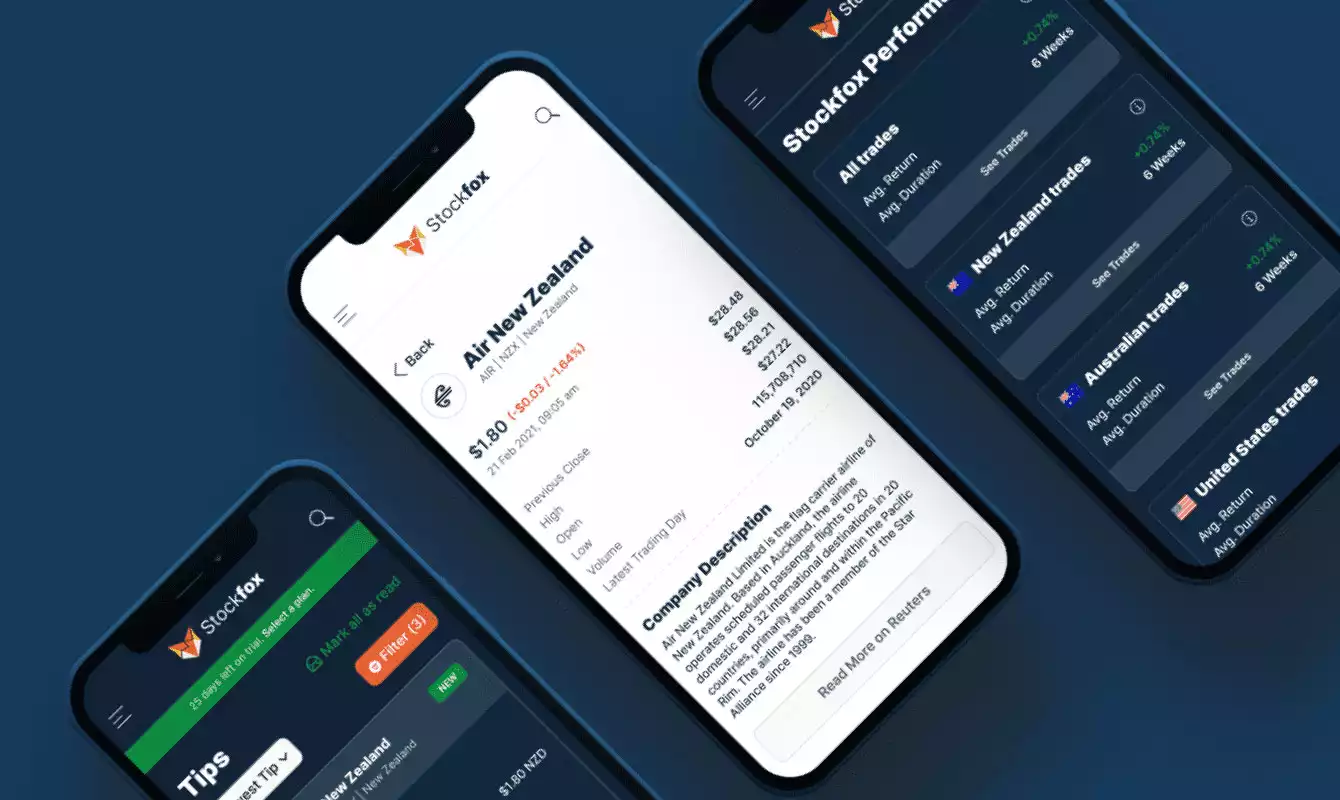 Stockfox
25 days left on trial. Select a plan.
Mark all as read
Filter (3)
Tips
Tip
NEW
Zealand
| New Zealand
$1.80 NZD
Stockfox
Back
Air New Zealand
AIR | NZX | New Zealand
$1.80 (-$0.03 / -1.64%)
21 Feb 2021, 09:05 am
Previous Close $28.48
High $28.56
Open $28.21
Low $27.22
Volume 115,708,710
Latest Trading Day October 19, 2020
Company Description
Air New Zealand Limited is the flag carrier airline of
New Zealand. Based in Auckland, the airline
operates scheduled passenger flights to 20
domestic and 32 international destinations in 20
countries, primarily around and within the Pacific
Rim. The airline has been a member of the Star
Alliance since 1999.
Read More on Reuters
Stockfox
All trades
Avg. Return +0.74%
Avg. Duration 6 Weeks
See Trades
New Zealand trades
Avg. Return +0.74%
Avg. Duration 6 Weeks
See Trades
Australian trades
Avg. Return +0.74%
Avg. Duration 6 Weeks
See Trades
United States trades
Avg. Return
Avg. Duration